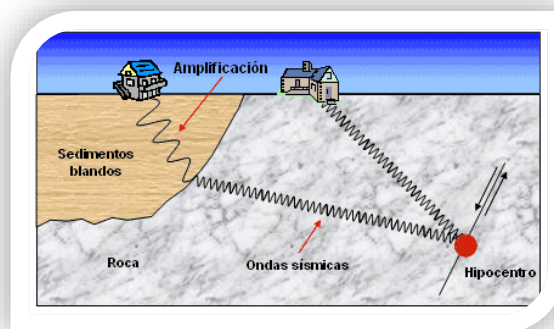 Amplificación
Sedimentos
blandos
Roca
Ondas sísmicas
Hipocentro